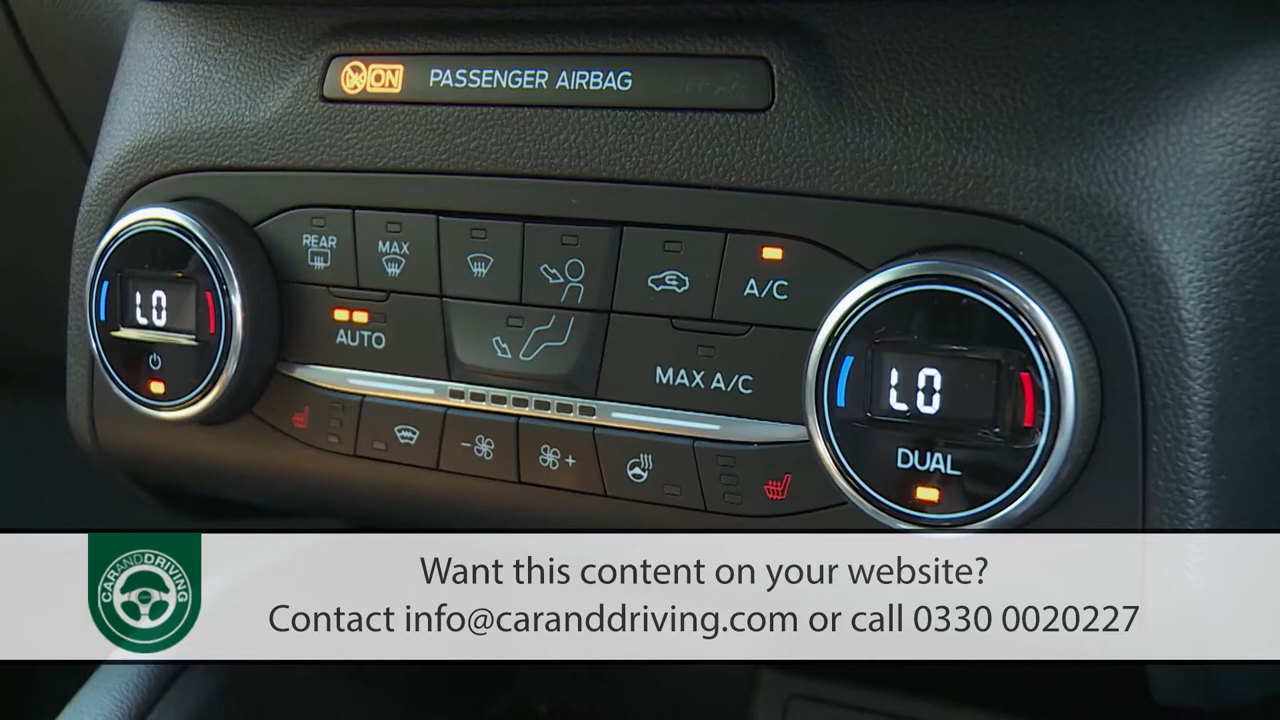 ON PASSENGER AIRBAG
REAR
MAX
A/C
LO
AUTO
MAX A/C
LO
DUAL
CARANDDRIVING
Want this content on your website?
Contact info@caranddriving.com or call 0330 0020227